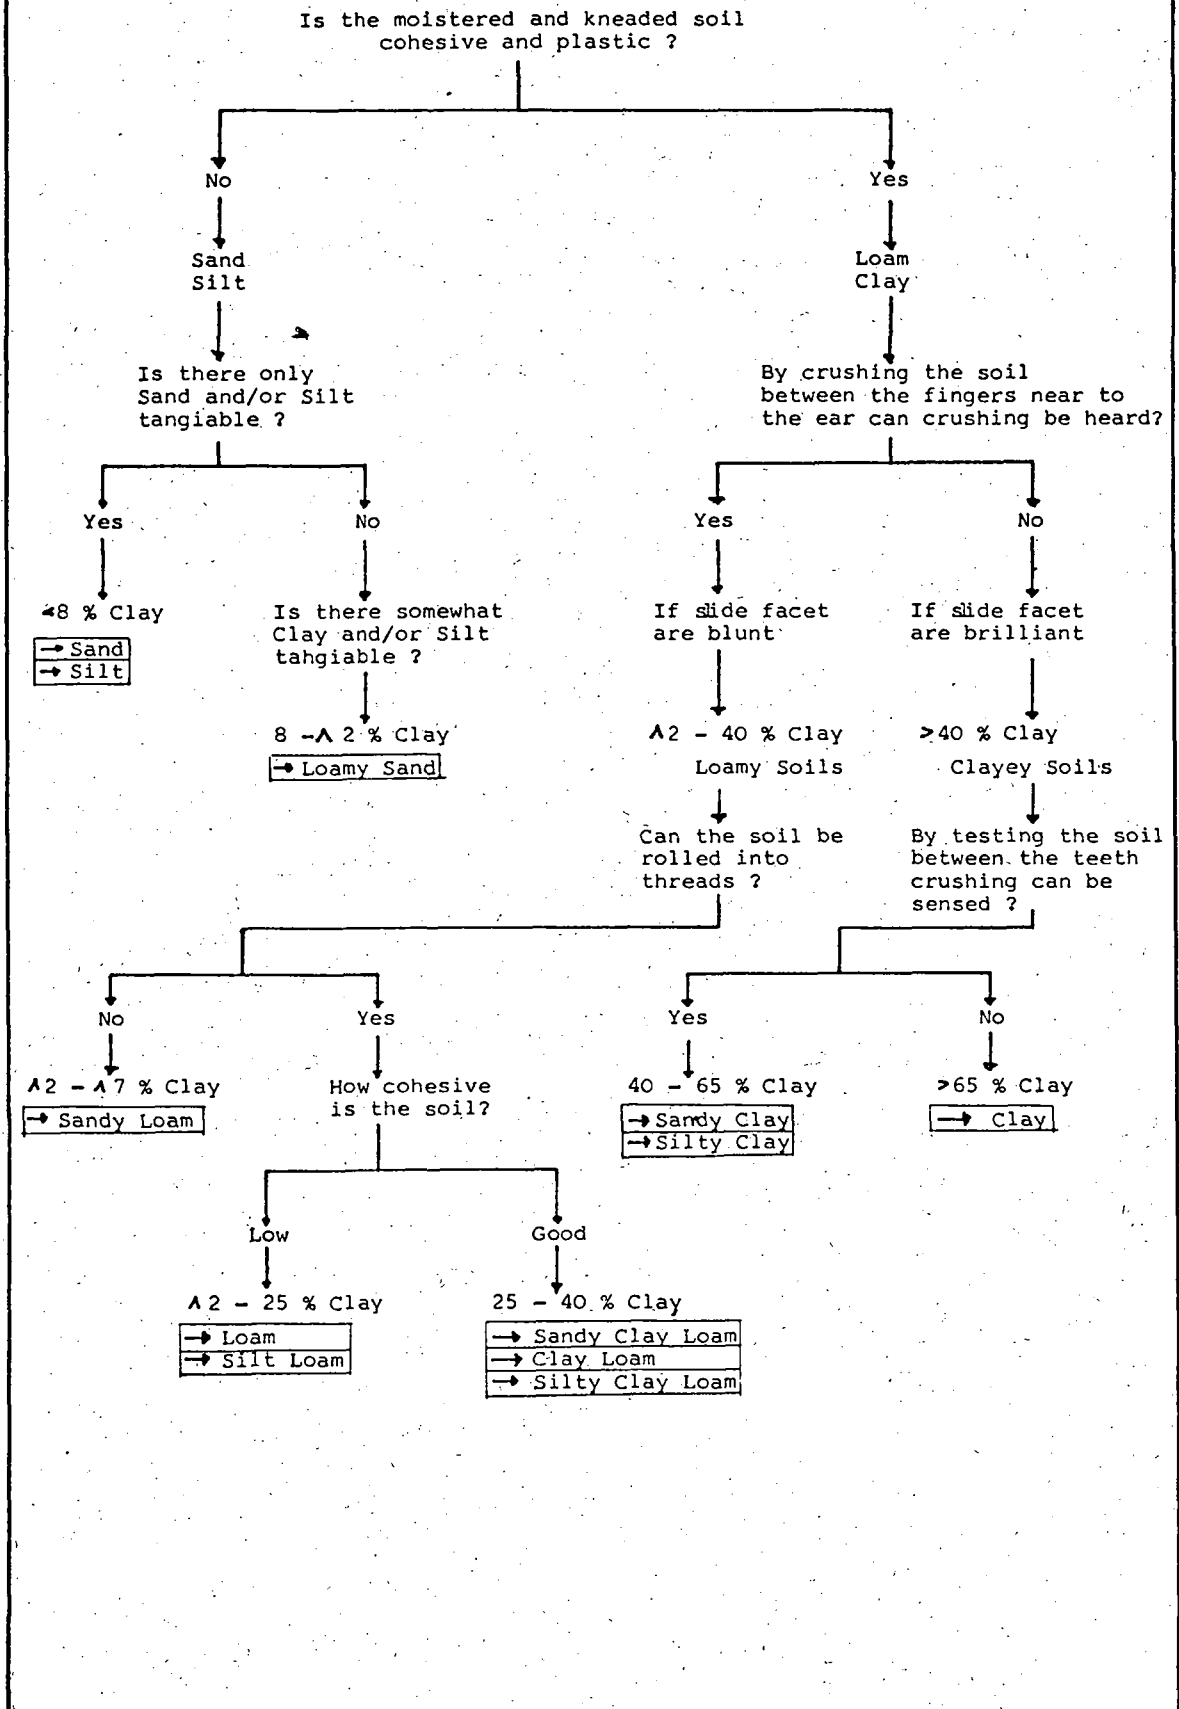 Is the moistered and kneaded soil
cohesive and plastic ?
No
Yes
Sand
Silt
Loam
Clay
Is there only
Sand and/or Silt
tangiable ?
By crushing the soil
between the fingers near to
the ear can crushing be heard?
Yes
No
Yes
No
<8 % Clay
→ Sand
→ Silt
Is there somewhat
Clay and/or Silt
tahgiable ?
8 -Λ 2 % Clay
→ Loamy Sand
If slide facet
are blunt
Λ2 - 40 % Clay
Loamy Soils
Can the soil be
rolled into
threads ?
If slide facet
are brilliant
>40 % Clay
Clayey Soils
By testing the soil
between the teeth
crushing can be
sensed ?
No
Yes
Yes
No
Λ2 - Λ7 % Clay
→ Sandy Loam
How cohesive
is the soil?
40 - 65 % Clay
→ Sandy Clay
→ Silty Clay
>65 % Clay
→ Clay
Low
Good
Λ2 - 25 % Clay
→ Loam
→ Silt Loam
25 - 40 % Clay
→ Sandy Clay Loam
→ Clay Loam
→ Silty Clay Loam